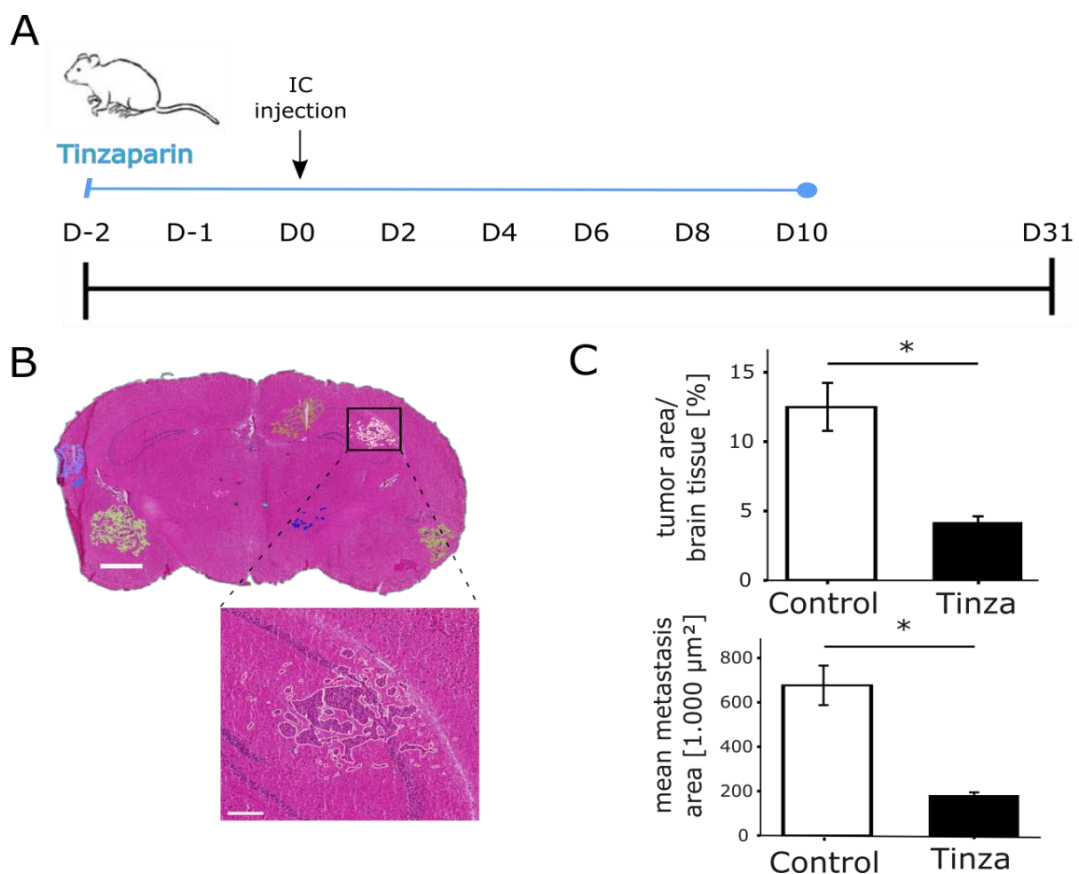 A
IC
injection
Tinzaparin
D-2 D-1 D0 D2 D4 D6 D8 D10 D31
B
C
tumor area/
brain tissue [%]
15
10
5
0
*
Control Tinza
mean metastasis
area [1.000 µm²]
800
600
400
200
0
*
Control Tinza